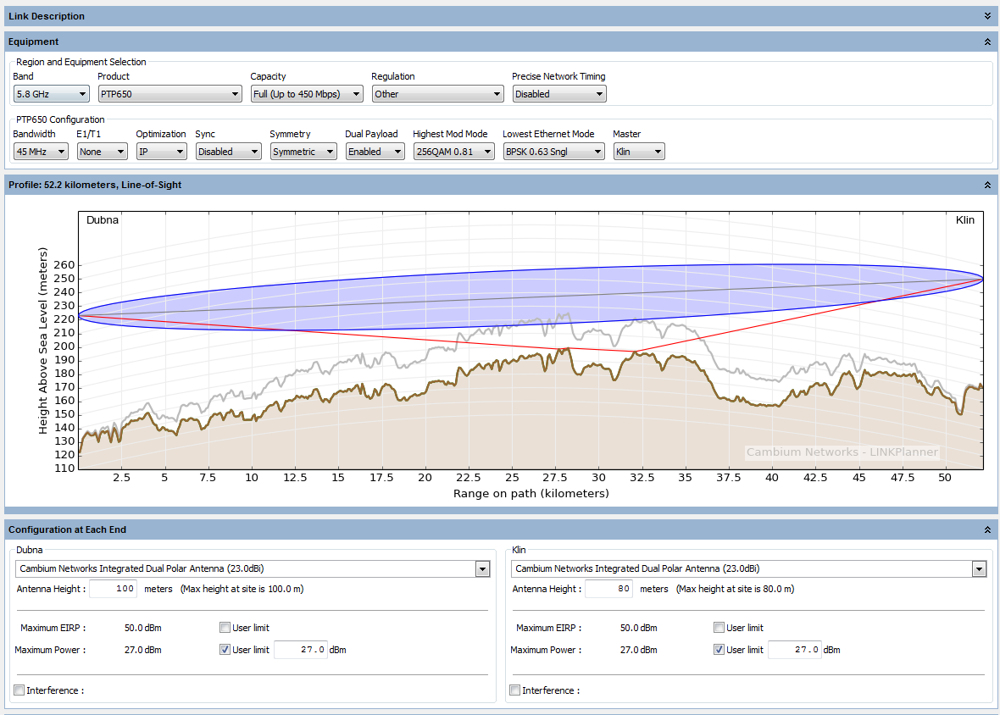 Link Description
Equipment
Region and Equipment Selection
Band Product Capacity Regulation Precise Network Timing
5.8 GHz PTP650 Full (Up to 450 Mbps) Other Disabled
PTP650 Configuration
Bandwidth E1/T1 Optimization Sync Symmetry Dual Payload Highest Mod Mode Lowest Ethernet Mode Master
45 MHz None IP Disabled Symmetric Enabled 256QAM 0.81 BPSK 0.63 Sngl Klin
Profile: 52.2 kilometers, Line-of-Sight
Dubna Klin
Height Above Sea Level (meters)
260
250
240
230
220
210
200
190
180
170
160
150
140
130
120
110
Cambium Networks - LINKPlanner
2.5 5 7.5 10 12.5 15 17.5 20 22.5 25 27.5 30 32.5 35 37.5 40 42.5 45 47.5 50
Range on path (kilometers)
Configuration at Each End
Dubna
Cambium Networks Integrated Dual Polar Antenna (23.0dBi)
Antenna Height : 100 meters (Max height at site is 100.0 m)
Maximum EIRP : 50.0 dBm User limit
Maximum Power : 27.0 dBm User limit 27.0 dBm
Interference :
Klin
Cambium Networks Integrated Dual Polar Antenna (23.0dBi)
Antenna Height : 80 meters (Max height at site is 80.0 m)
Maximum EIRP : 50.0 dBm User limit
Maximum Power : 27.0 dBm User limit 27.0 dBm
Interference :